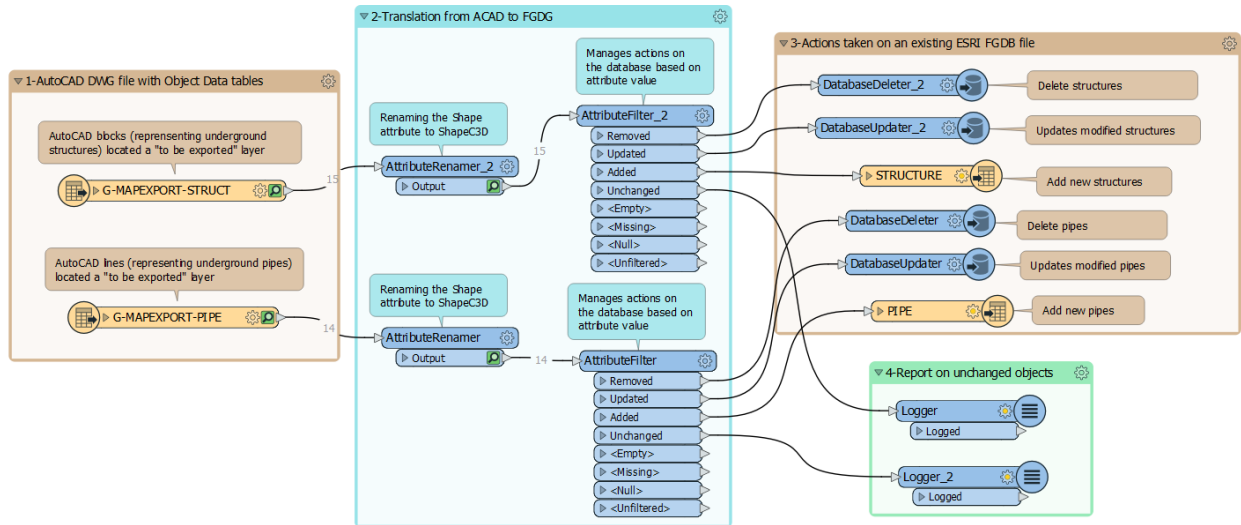 1-AutoCAD DWG file with Object Data tables
AutoCAD blocks (reprensenting underground
structures) located a "to be exported" layer
G-MAPEXPORT-STRUCT
15
AutoCAD lines (representing underground pipes)
located a "to be exported" layer
G-MAPEXPORT-PIPE
14
2-Translation from ACAD to FGDG
Renaming the Shape
attribute to ShapeC3D
AttributeRenamer_2
Output
15
Manages actions on
the database based on
attribute value
AttributeFilter_2
Removed
Updated
Added
Unchanged
<Empty>
<Missing>
<Null>
<Unfiltered>
Renaming the Shape
attribute to ShapeC3D
AttributeRenamer
Output
14
Manages actions on
the database based on
attribute value
AttributeFilter
Removed
Updated
Added
Unchanged
<Empty>
<Missing>
<Null>
<Unfiltered>
3-Actions taken on an existing ESRI FGDB file
DatabaseDeleter_2
Delete structures
DatabaseUpdater_2
Updates modified structures
STRUCTURE
Add new structures
DatabaseDeleter
Delete pipes
DatabaseUpdater
Updates modified pipes
PIPE
Add new pipes
4-Report on unchanged objects
Logger
Logged
Logger_2
Logged